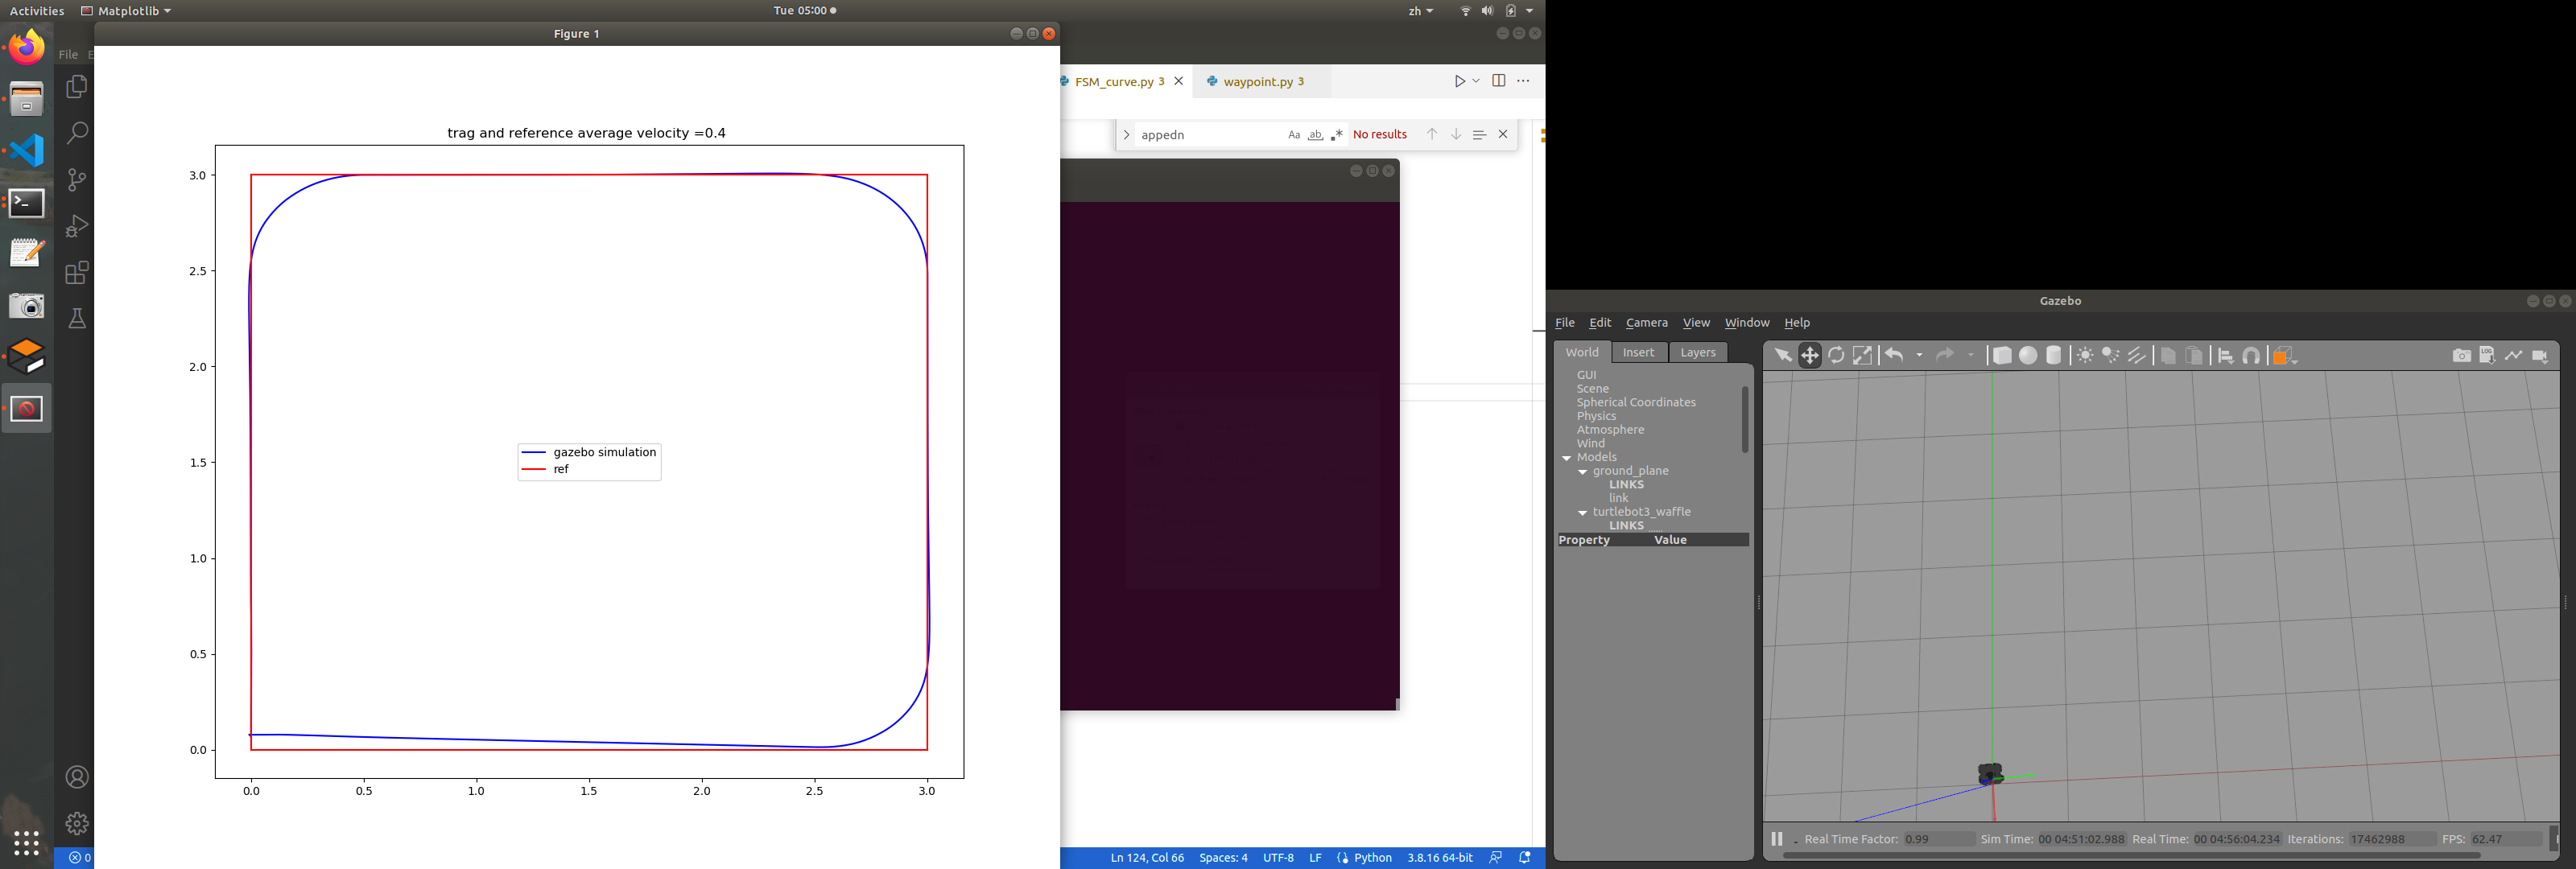 Activities Matplotlib Tue 05:00 zh
Figure 1
File E
FSM_curve.py 3 waypoint.py 3
appedn Aa ab .* No results
trag and reference average velocity =0.4
3.0
2.5
2.0
1.5
1.0
0.5
0.0
0.0 0.5 1.0 1.5 2.0 2.5 3.0
gazebo simulation
ref
0 Ln 124, Col 66 Spaces: 4 UTF-8 LF Python 3.8.16 64-bit
Gazebo
File Edit Camera View Window Help
World Insert Layers
LOG
GUI
Scene
Spherical Coordinates
Physics
Atmosphere
Wind
Models
ground_plane
LINKS
link
turtlebot3_waffle
LINKS
Property Value
Real Time Factor: 0.99 Sim Time: 00 04:51:02.988 Real Time: 00 04:56:04.234 Iterations: 17462988 FPS: 62.47